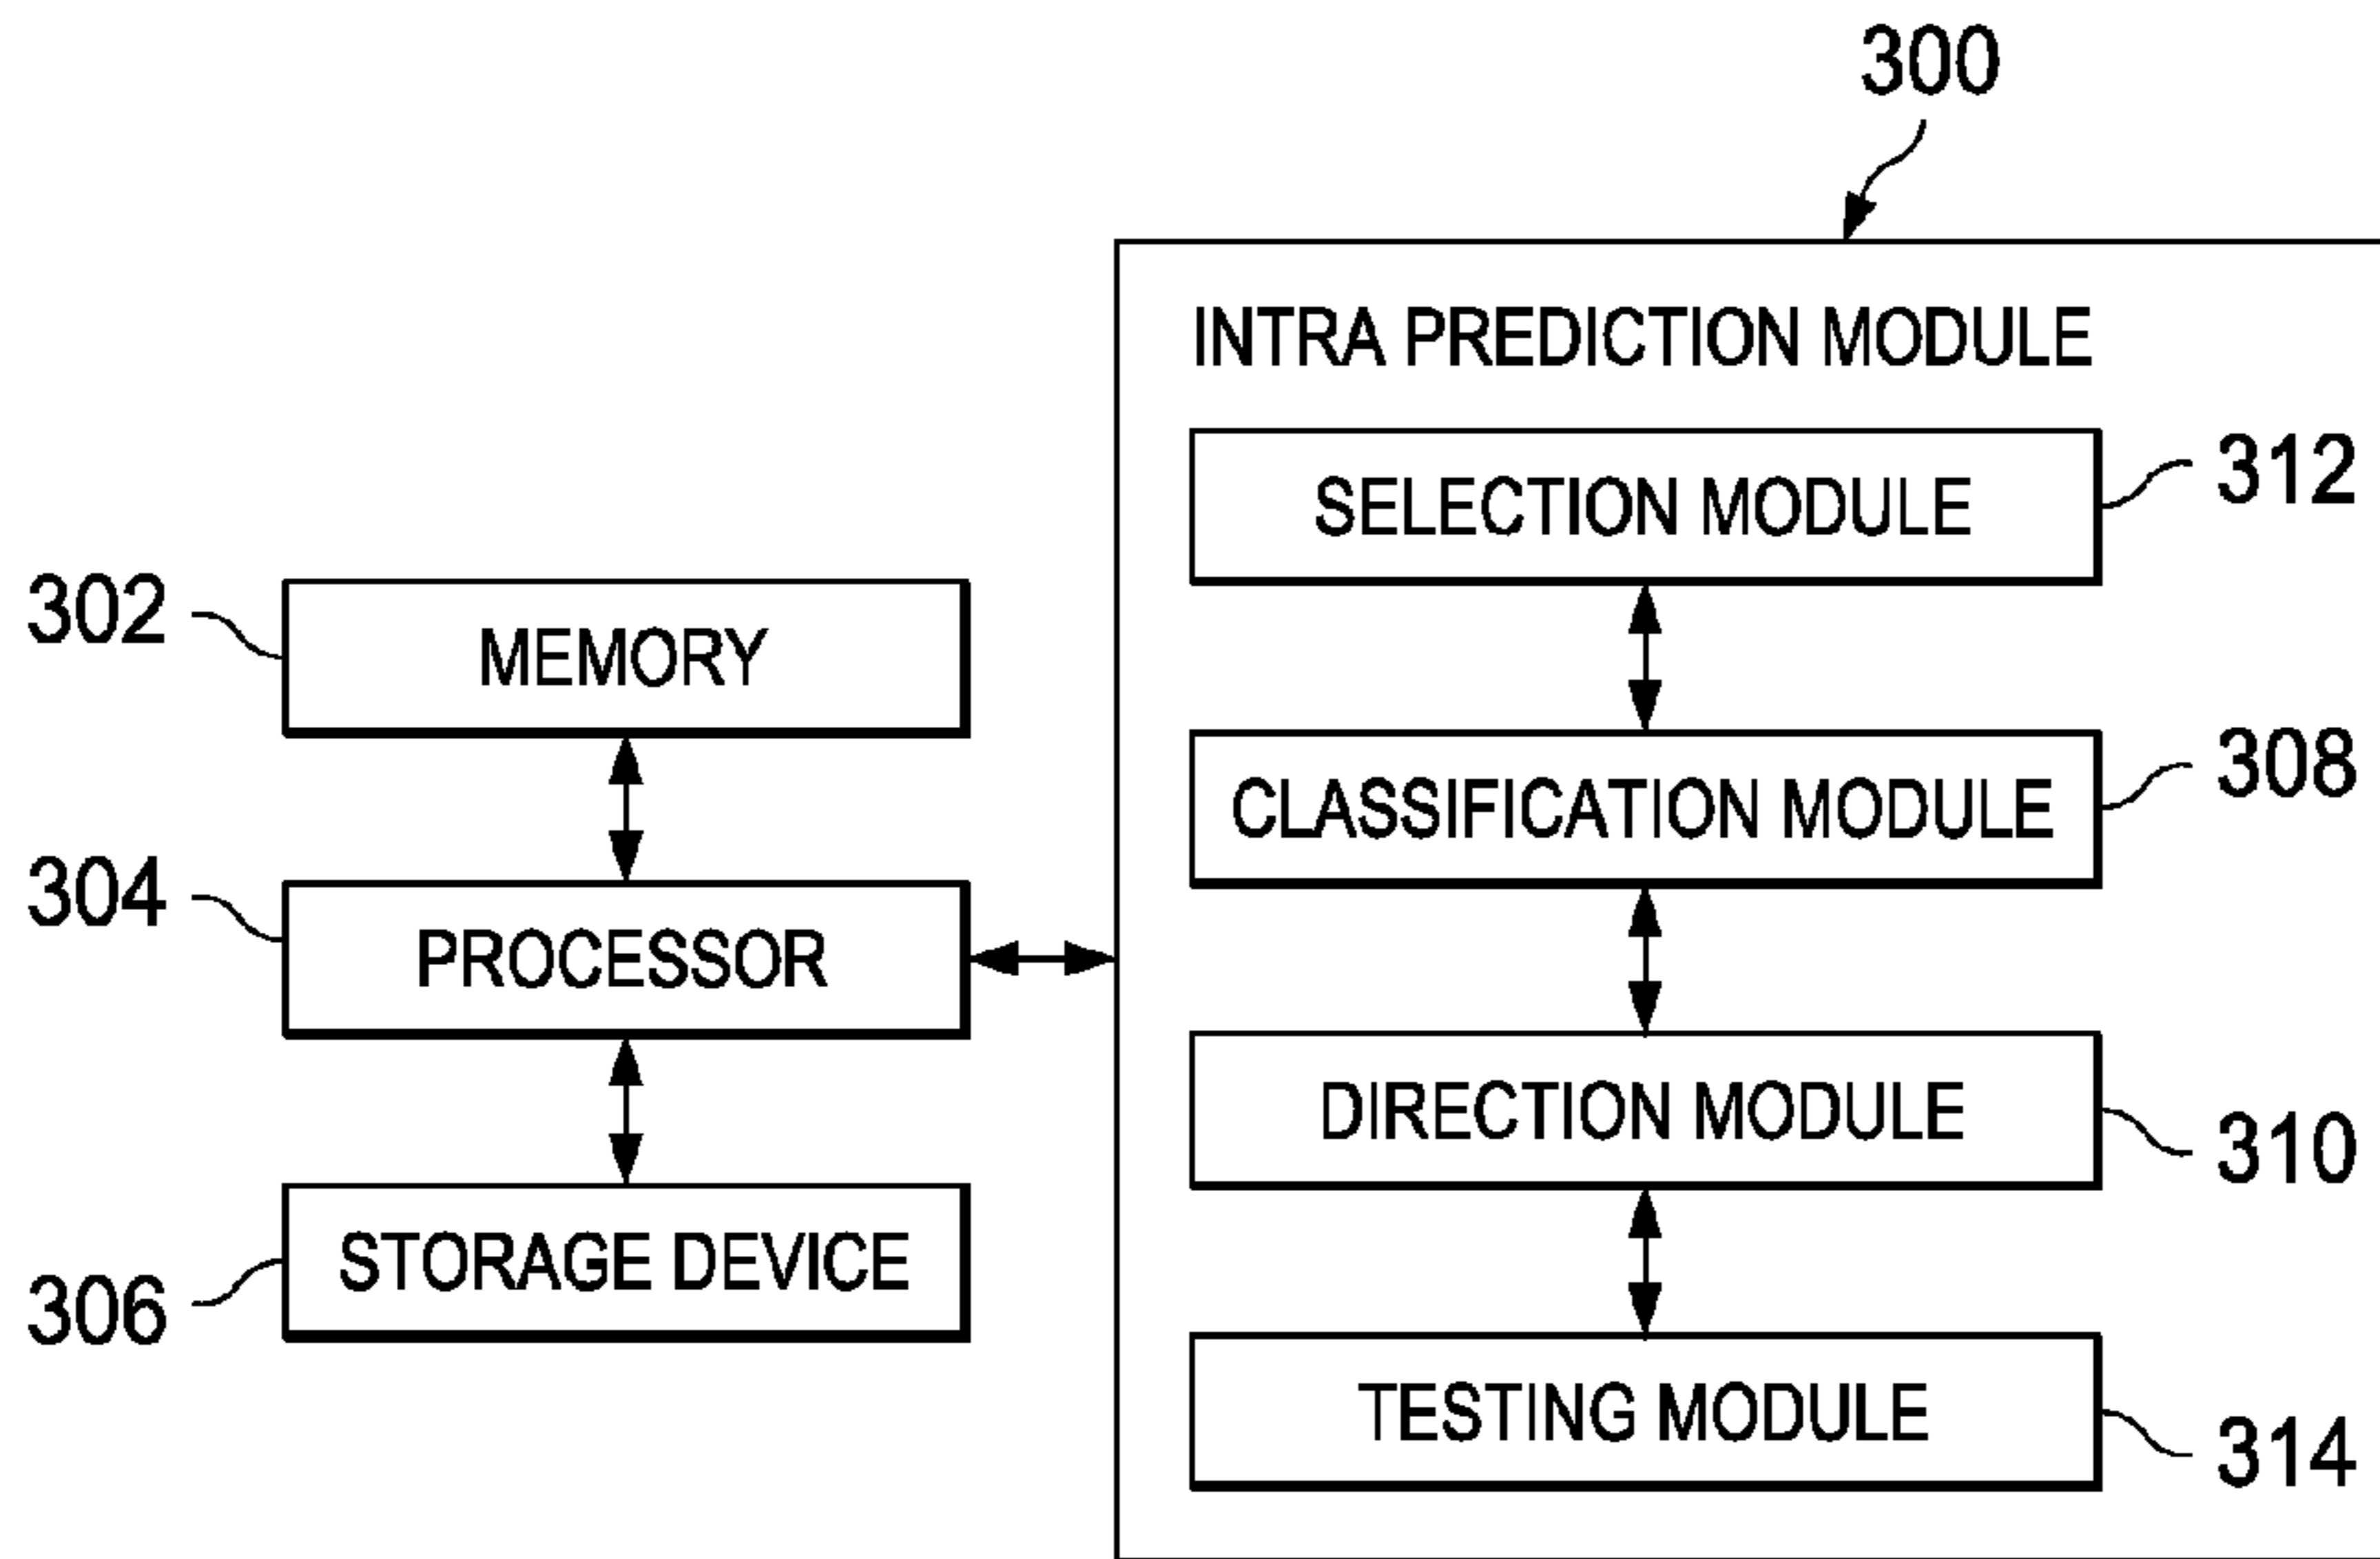 300
INTRA PREDICTION MODULE
SELECTION MODULE
312
302
MEMORY
CLASSIFICATION MODULE
308
304
PROCESSOR
DIRECTION MODULE
310
306
STORAGE DEVICE
TESTING MODULE
314